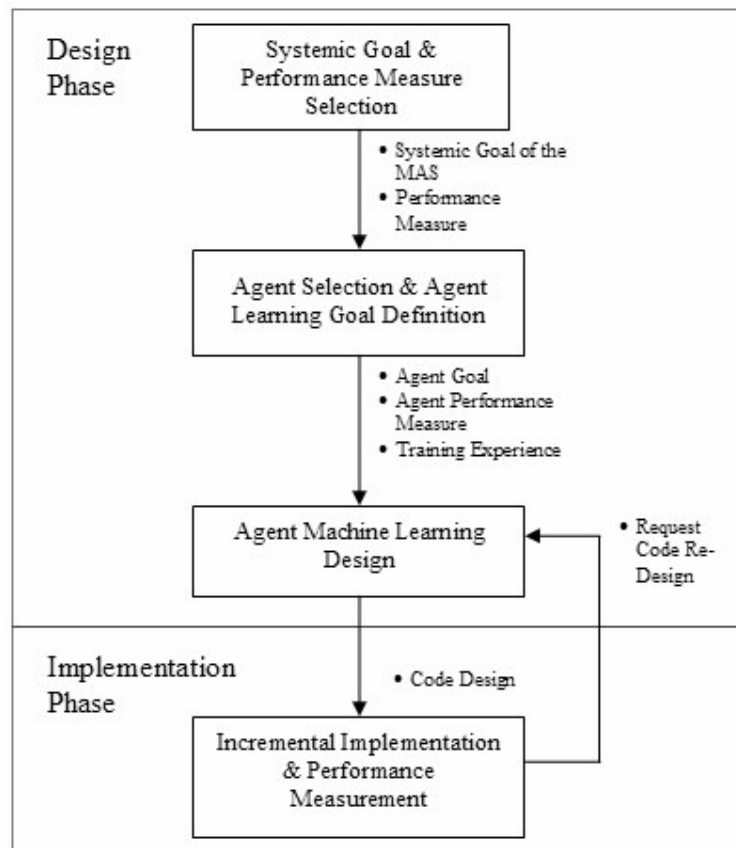 Design
Phase
Systemic Goal &
Performance Measure
Selection
• Systemic Goal of the
MAS
• Performance
Measure
Agent Selection & Agent
Learning Goal Definition
• Agent Goal
• Agent Performance
Measure
• Training Experience
Agent Machine Learning
Design
• Request
Code Re-
Design
Implementation
Phase
• Code Design
Incremental Implementation
& Performance
Measurement